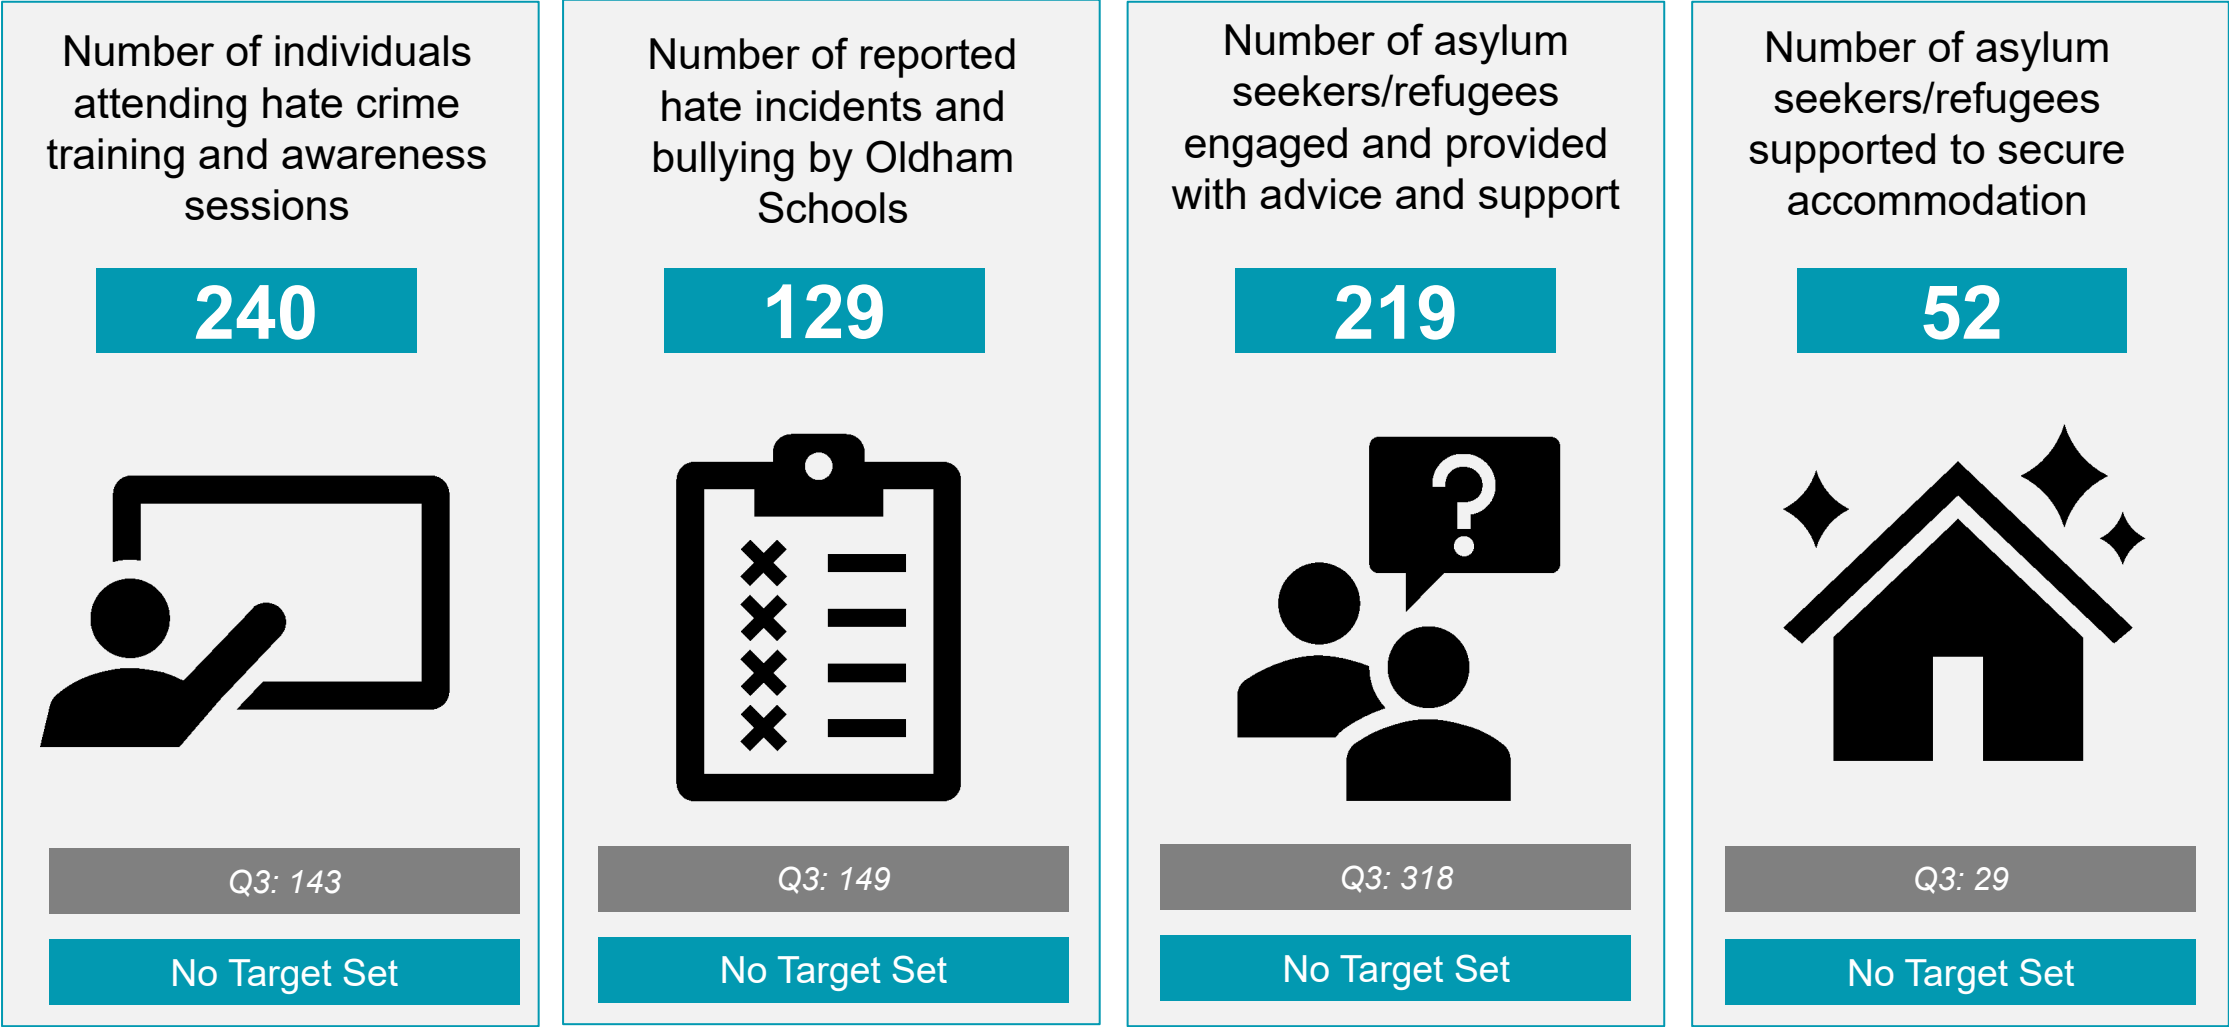 Number of individuals
attending hate crime
training and awareness
sessions
240
Q3: 143
No Target Set
Number of reported
hate incidents and
bullying by Oldham
Schools
129
Q3: 149
No Target Set
Number of asylum
seekers/refugees
engaged and provided
with advice and support
219
?
Q3: 318
No Target Set
Number of asylum
seekers/refugees
supported to secure
accommodation
52
Q3: 29
No Target Set